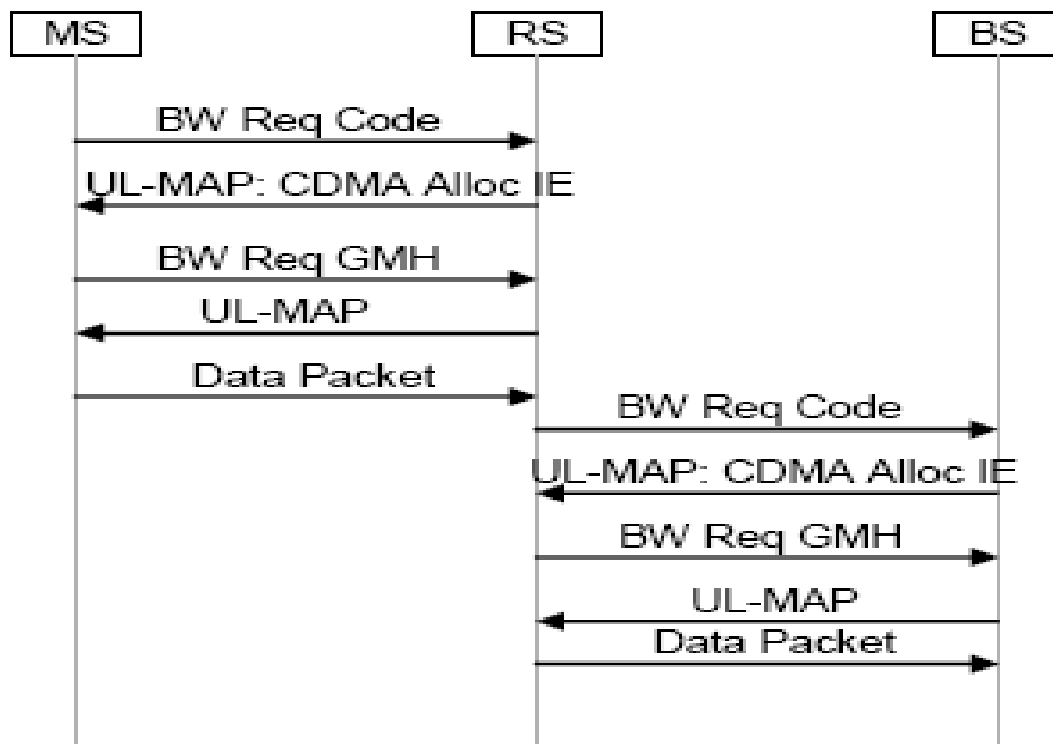 MS RS BS
BW Req Code
UL-MAP: CDMA Alloc IE
BW Req GMH
UL-MAP
Data Packet
BW Req Code
UL-MAP: CDMA Alloc IE
BW Req GMH
UL-MAP
Data Packet